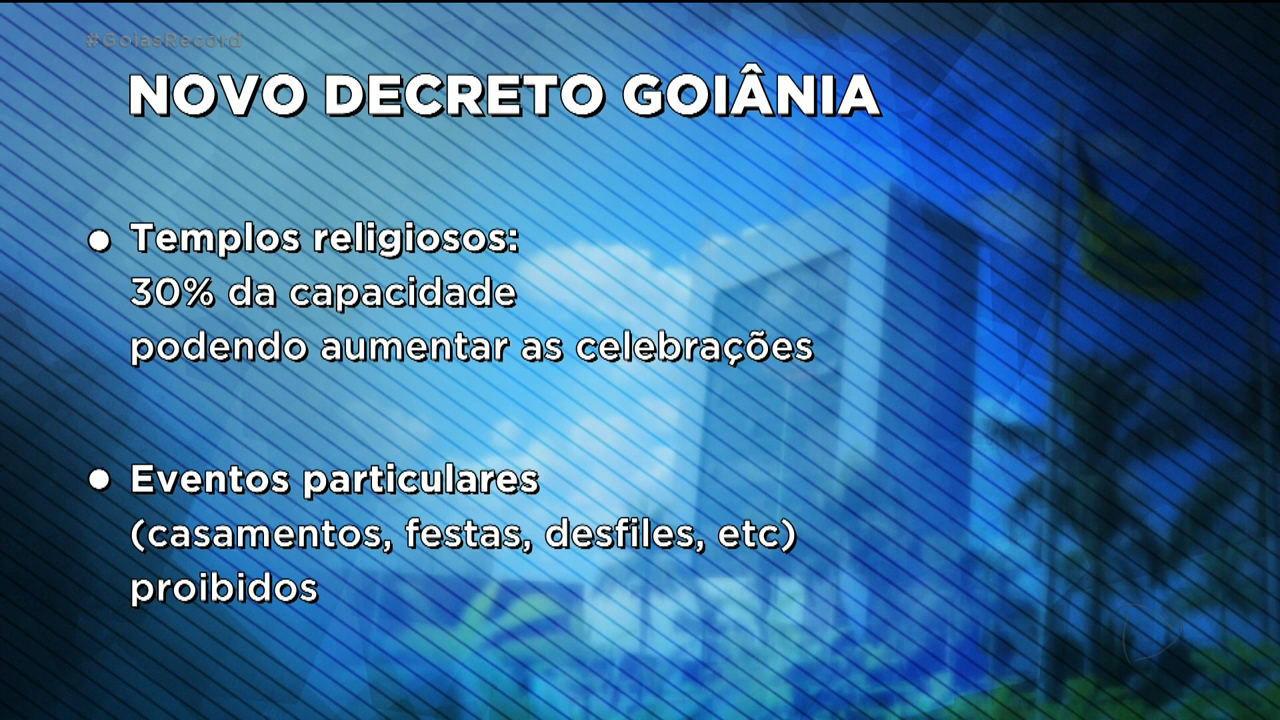 #GoiasRecord
NOVO DECRETO GOIÂNIA
● Templos religiosos:
30% da capacidade
podendo aumentar as celebrações
● Eventos particulares
(casamentos, festas, desfiles, etc)
proibidos